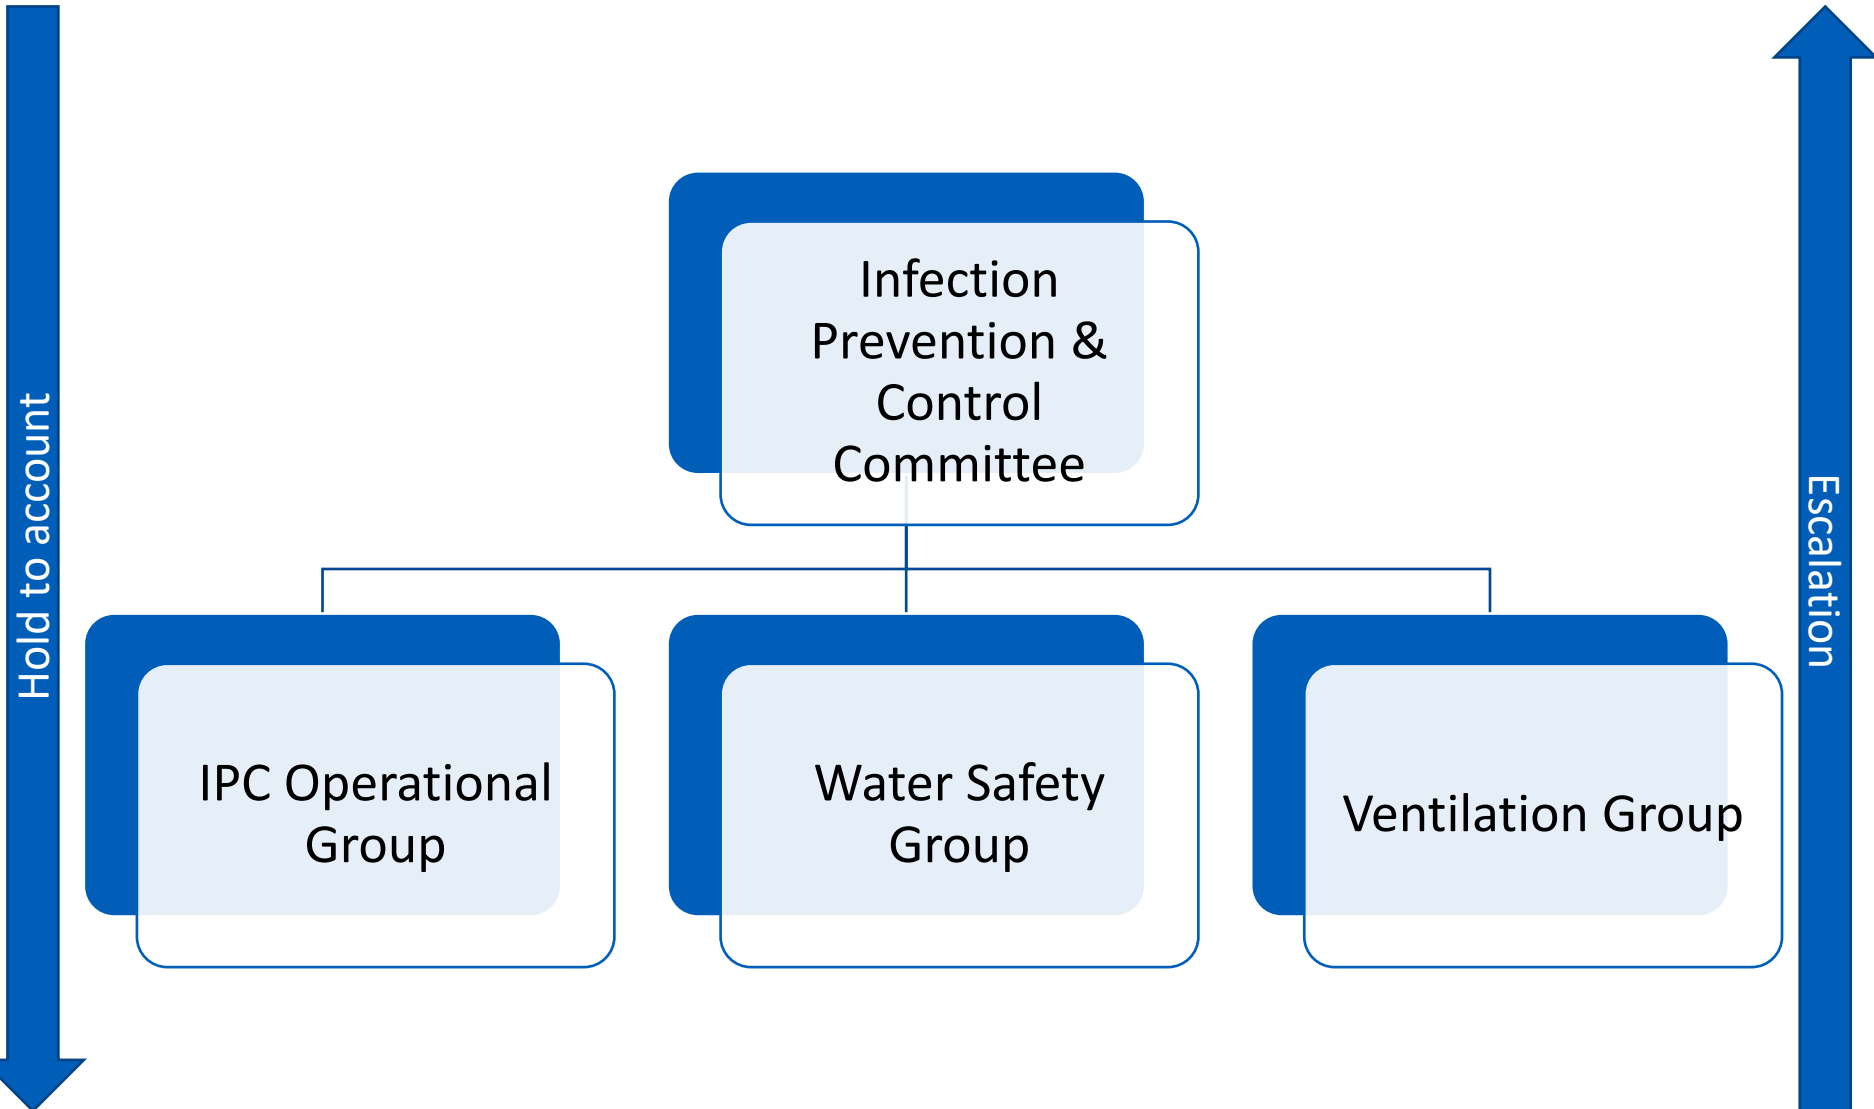 Hold to account
Infection
Prevention &
Control
Committee
Escalation
IPC Operational
Group
Water Safety
Group
Ventilation Group